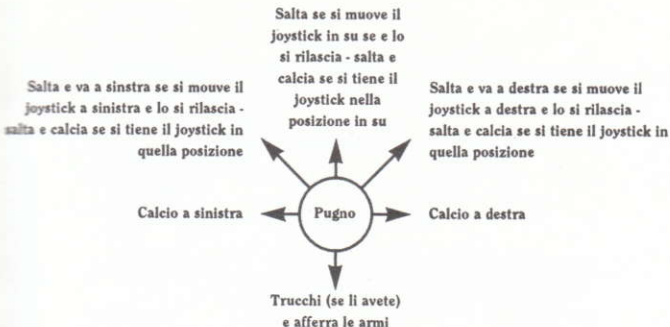 Salta se si muove il
joystick in su se e lo
si rilascia - salta e
calcia se si tiene il
joystick nella
posizione in su
Salta e va a sinstra se si mouve il
joystick a sinistra e lo si rilascia -
salta e calcia se si tiene il joystick in
quella posizione
Salta e va a destra se si muove il
joystick a destra e lo si rilascia -
salta e calcia se si tiene il joystick in
quella posizione
Calcio a sinistra
Pugno
Calcio a destra
Trucchi (se li avete)
e afferra le armi